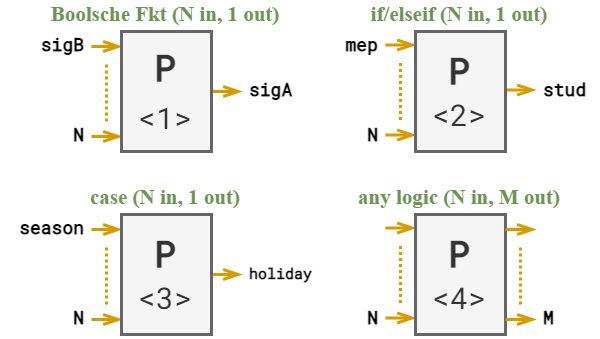 Boolsche Fkt (N in, 1 out)
sigB
P
<1>
sigA
N
if/elseif (N in, 1 out)
mep
P
<2>
stud
N
case (N in, 1 out)
season
P
<3>
holiday
N
any logic (N in, M out)
P
<4>
N
M